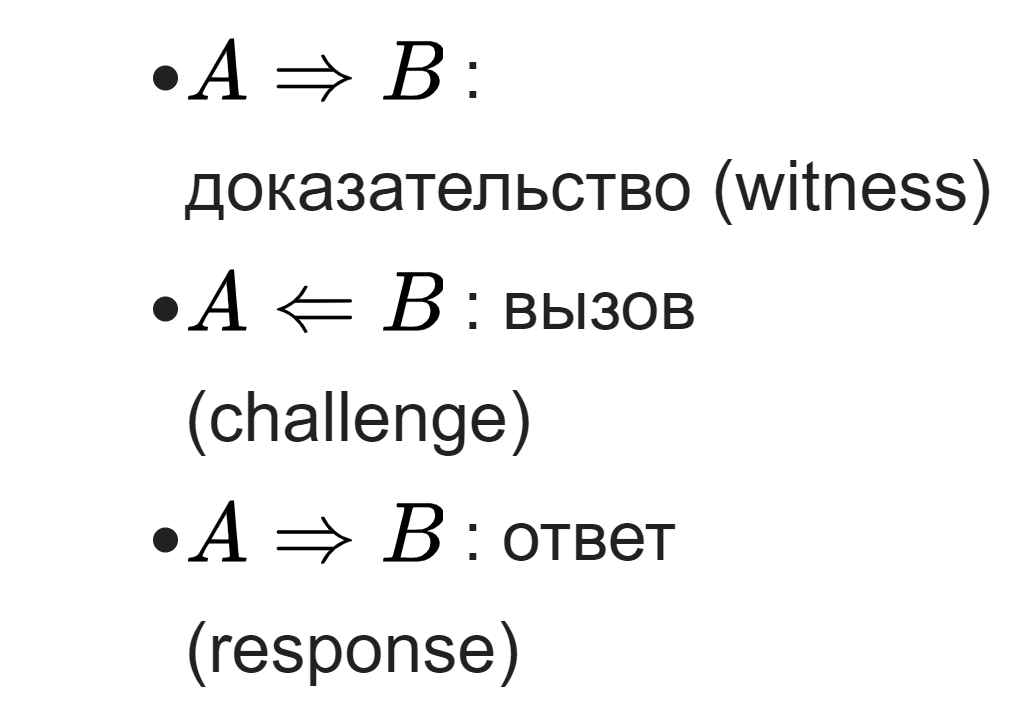 • A ⇒ B :
доказательство (witness)
• A ⇐ B : вызов
(challenge)
• A ⇒ B : ответ
(response)